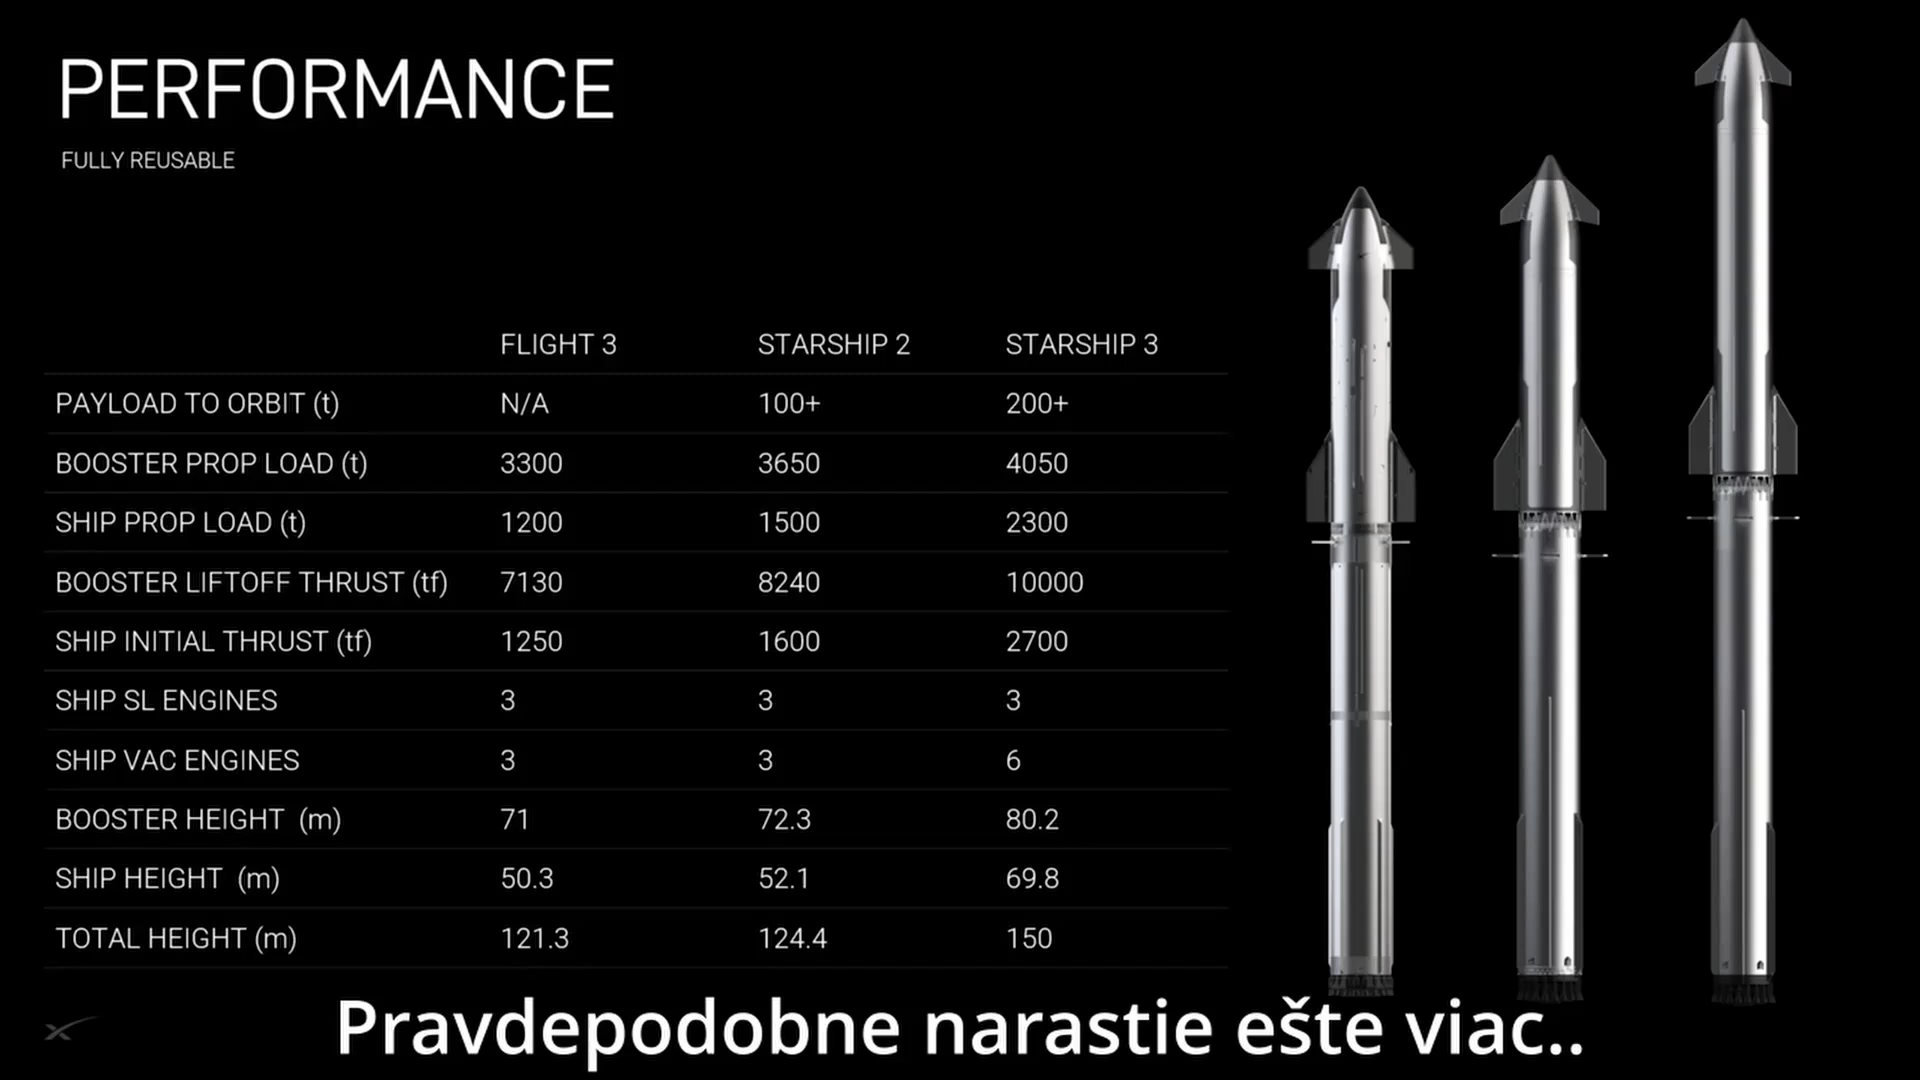 PERFORMANCE
FULLY REUSABLE
FLIGHT 3 STARSHIP 2 STARSHIP 3
PAYLOAD TO ORBIT (t) N/A 100+ 200+
BOOSTER PROP LOAD (t) 3300 3650 4050
SHIP PROP LOAD (t) 1200 1500 2300
BOOSTER LIFTOFF THRUST (tf) 7130 8240 10000
SHIP INITIAL THRUST (tf) 1250 1600 2700
SHIP SL ENGINES 3 3 3
SHIP VAC ENGINES 3 3 6
BOOSTER HEIGHT (m) 71 72.3 80.2
SHIP HEIGHT (m) 50.3 52.1 69.8
TOTAL HEIGHT (m) 121.3 124.4 150
Pravdepodobne narastie ešte viac..